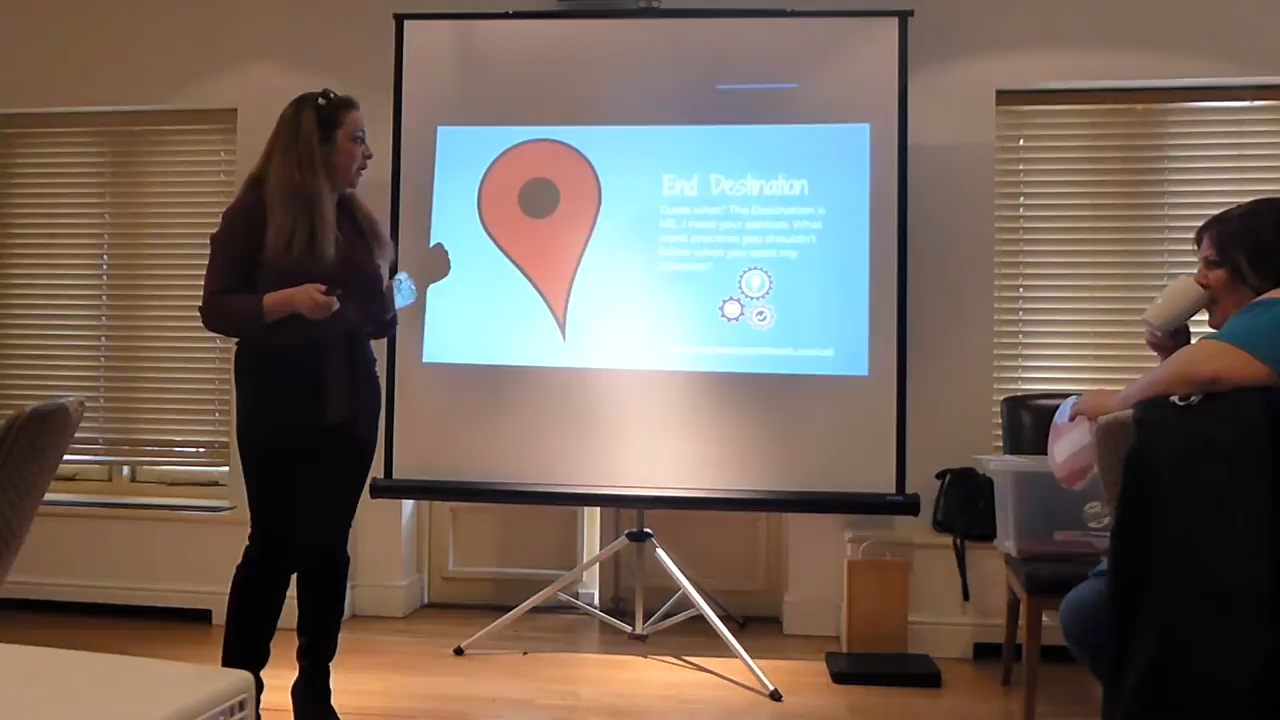 End Destination
Guess what? The Destination is
ME. I need your services. What
worst practices you shouldn't
follow when you want my